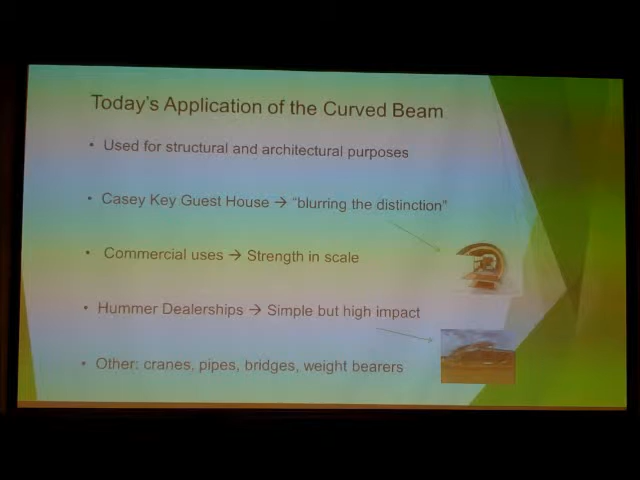 Today's Application of the Curved Beam
• Used for structural and architectural purposes
• Casey Key Guest House → "blurring the distinction"
• Commercial uses → Strength in scale
• Hummer Dealerships → Simple but high impact
• Other: cranes, pipes, bridges, weight bearers